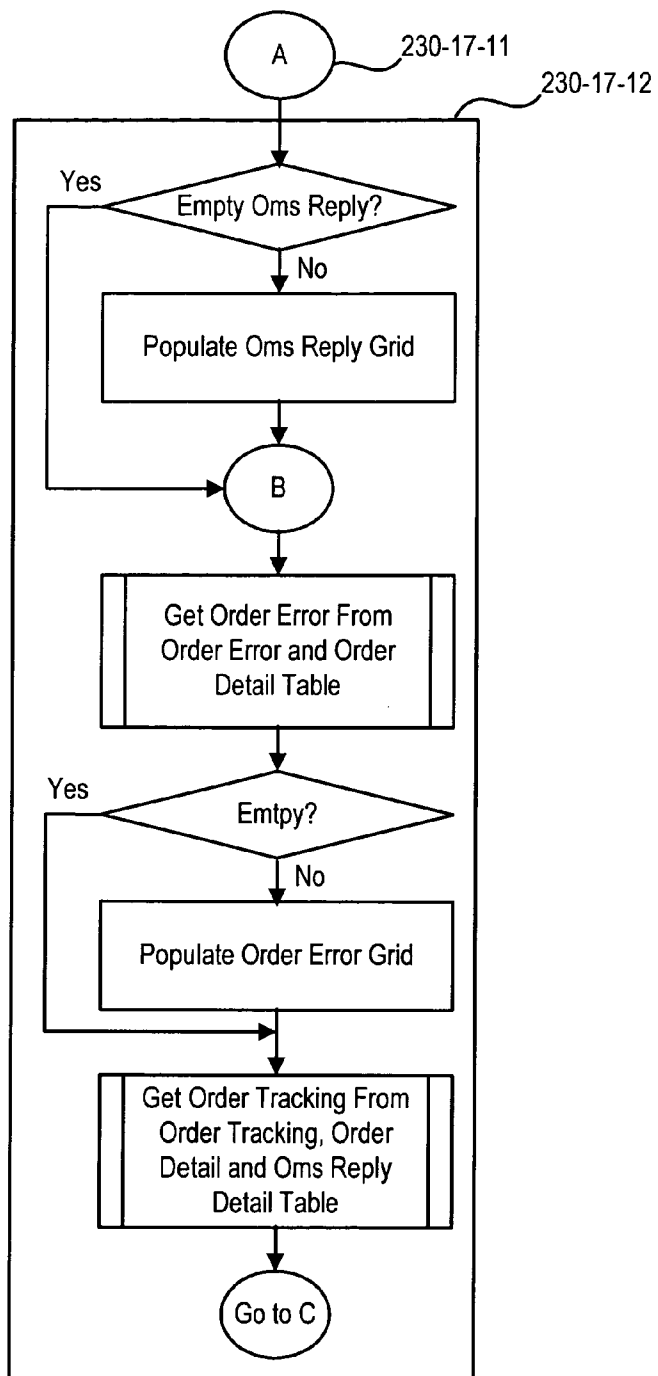 A
230-17-11
230-17-12
Yes
Empty Oms Reply?
No
Populate Oms Reply Grid
B
Get Order Error From
Order Error and Order
Detail Table
Yes
Emtpy?
No
Populate Order Error Grid
Get Order Tracking From
Order Tracking, Order
Detail and Oms Reply
Detail Table
Go to C